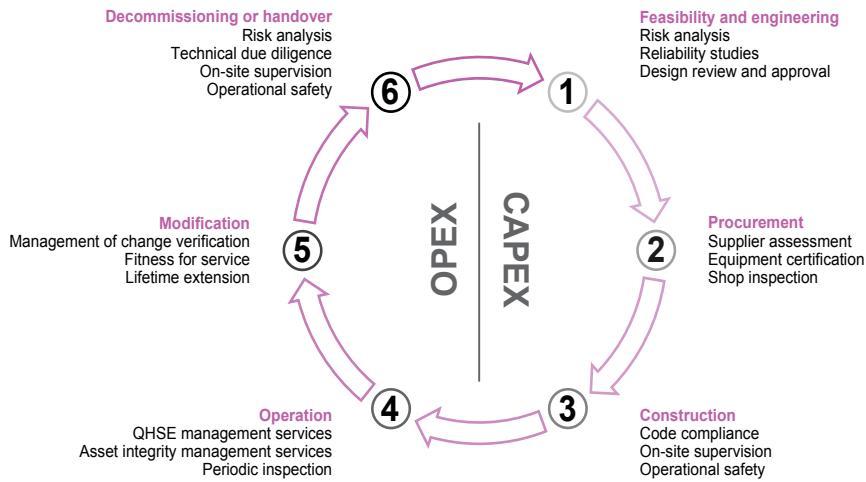 Decommissioning or handover
Risk analysis
Technical due diligence
On-site supervision
Operational safety
6
Feasibility and engineering
Risk analysis
Reliability studies
Design review and approval
1
Modification
Management of change verification
Fitness for service
Lifetime extension
5
OPEX
CAPEX
Procurement
Supplier assessment
Equipment certification
Shop inspection
2
Operation
QHSE management services
Asset integrity management services
Periodic inspection
4
Construction
Code compliance
On-site supervision
Operational safety
3